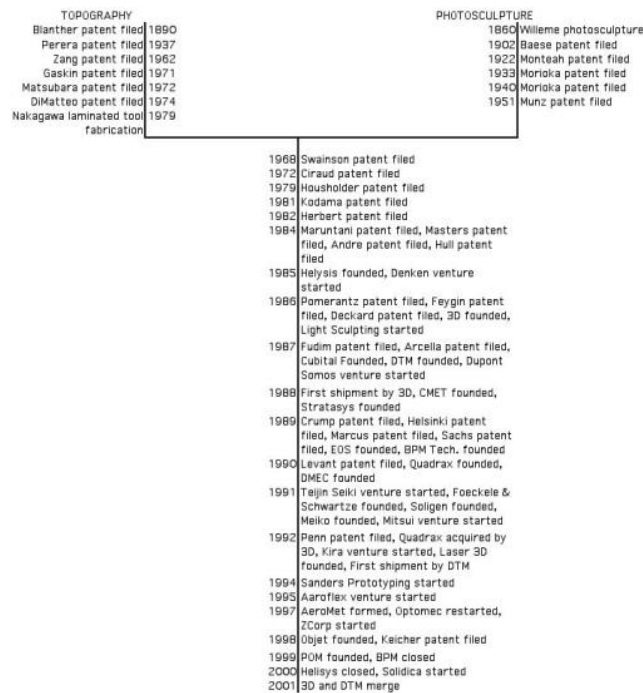 TOPOGRAPHY
Blanther patent filed 1890
Perera patent filed 1937
Zang patent filed 1962
Gaskin patent filed 1971
Matsubara patent filed 1972
DiMatteo patent filed 1974
Nakagawa laminated tool 1979
fabrication
PHOTOSCULPTURE
1860 Willeme photosculpture
1902 Baese patent filed
1922 Monteah patent filed
1933 Morioka patent filed
1940 Morioka patent filed
1951 Munz patent filed
1968 Swainson patent filed
1972 Ciraud patent filed
1979 Housholder patent filed
1981 Kodama patent filed
1982 Herbert patent filed
1984 Maruntani patent filed, Masters patent
filed, Andre patent filed, Hull patent
filed
1985 Helysis founded, Denken venture
started
1986 Pomerantz patent filed, Feygin patent
filed, Deckard patent filed, 3D founded,
Light Sculpting started
1987 Fudim patent filed, Arcella patent filed,
Cubital Founded, DTM founded, Dupont
Somos venture started
1988 First shipment by 3D, CMET founded,
Stratasys founded
1989 Crump patent filed, Helsinki patent
filed, Marcus patent filed, Sachs patent
filed, EOS founded, BPM Tech. founded
1990 Levant patent filed, Quadrax founded,
DMEC founded
1991 Teijin Seiki venture started, Foeckele &
Schwartze founded, Soligen founded,
Meiko founded, Mitsui venture started
1992 Penn patent filed, Quadrax acquired by
3D, Kira venture started, Laser 3D
founded, First shipment by DTM
1994 Sanders Prototyping started
1995 Aaroflex venture started
1997 AeroMet formed, Optomec restarted,
ZCorp started
1998 Objet founded, Keicher patent filed
1999 POM founded, BPM closed
2000 Helisys closed, Solidica started
2001 3D and DTM merge